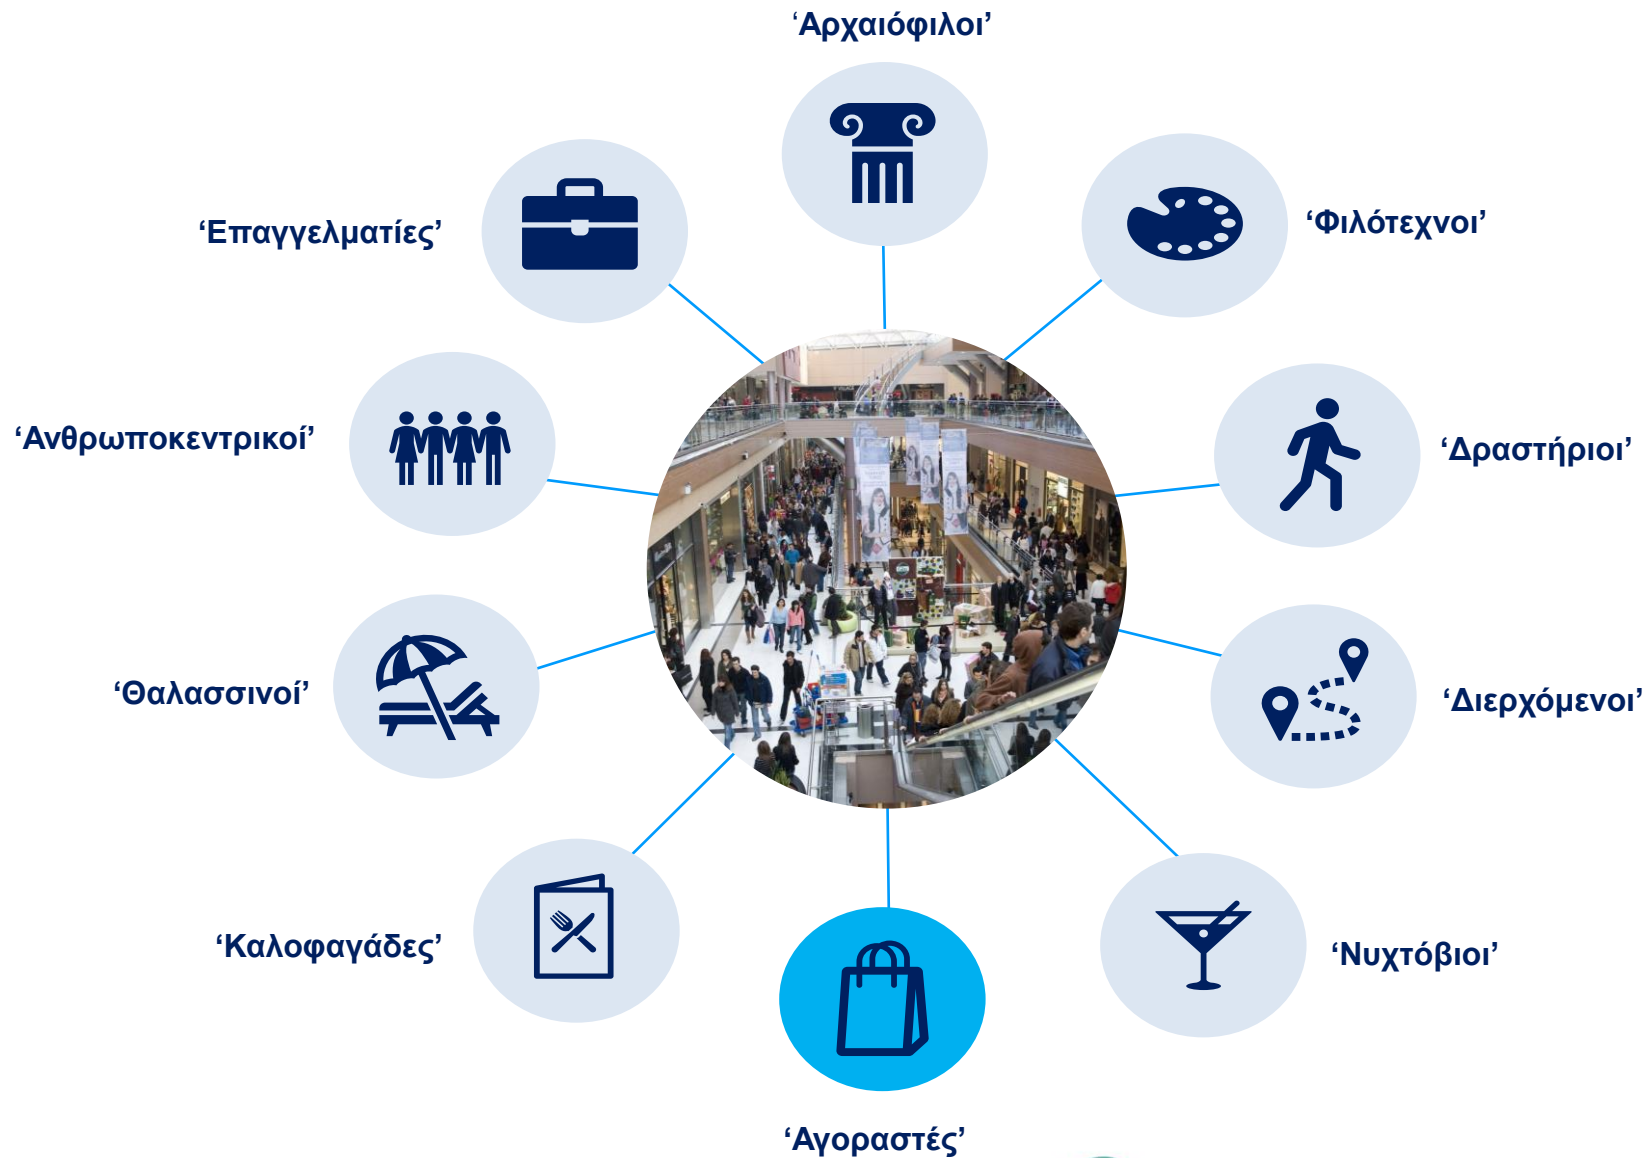 ‘Αρχαιόφιλοι’
‘Φιλότεχνοι’
‘Επαγγελματίες’
‘Ανθρωποκεντρικοί’
‘Δραστήριοι’
‘Θαλασσινοί’
‘Διερχόμενοι’
‘Καλοφαγάδες’
‘Νυχτόβιοι’
‘Αγοραστές’